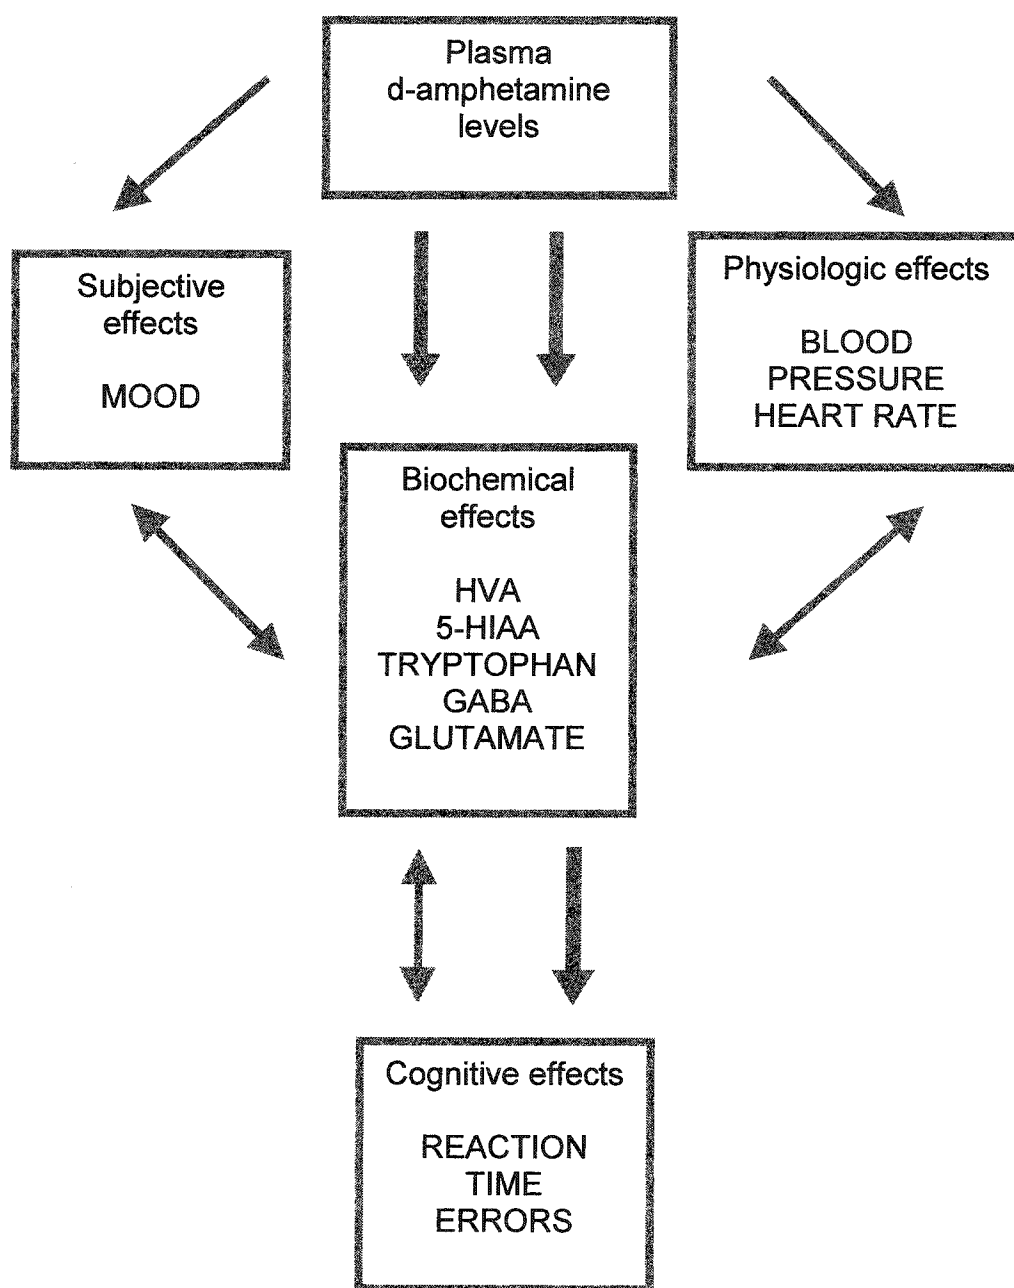 Plasma
d-amphetamine
levels
Subjective
effects
MOOD
Physiologic effects
BLOOD
PRESSURE
HEART RATE
Biochemical
effects
HVA
5-HIAA
TRYPTOPHAN
GABA
GLUTAMATE
Cognitive effects
REACTION
TIME
ERRORS